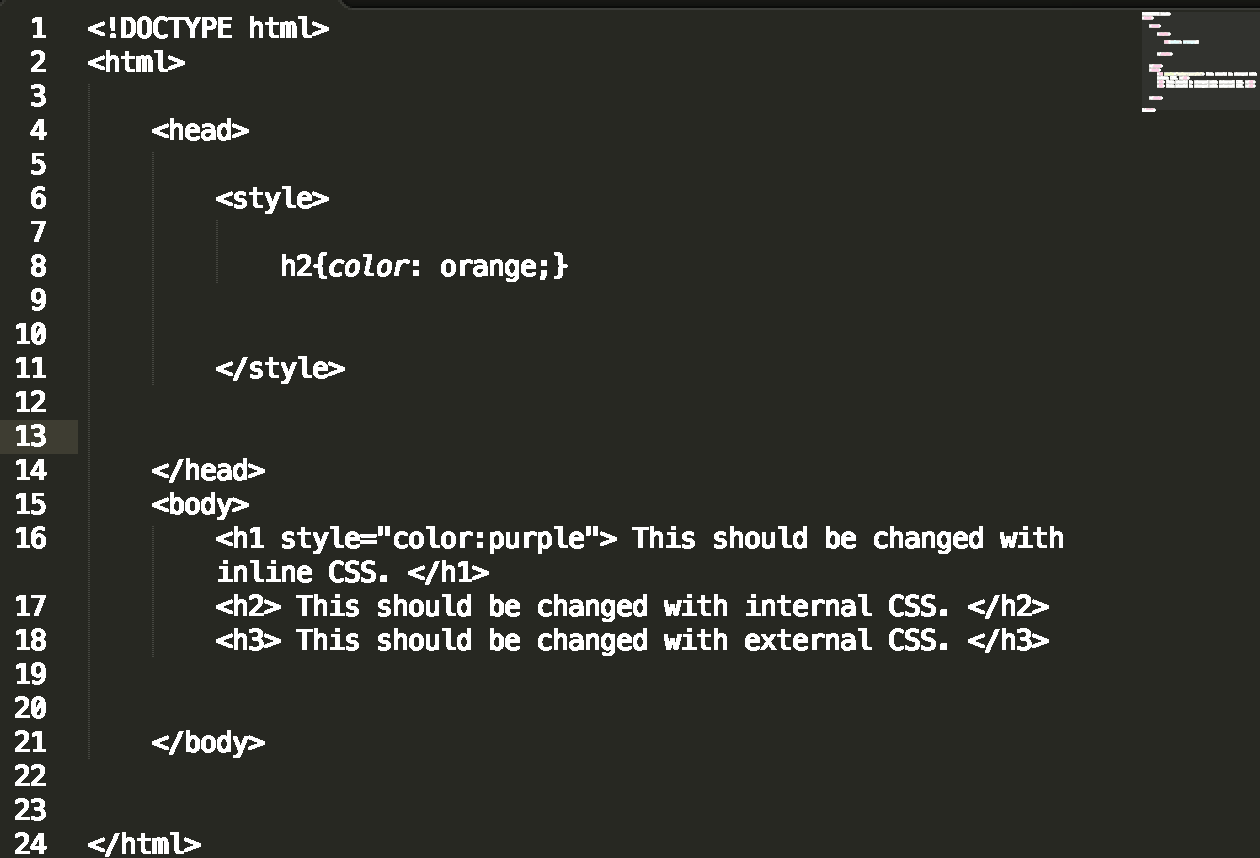 1 <!DOCTYPE html>
2 <html>
3
4 <head>
5
6 <style>
7
8 h2{color: orange;}
9
10
11 </style>
12
13
14 </head>
15 <body>
16 <h1 style="color:purple"> This should be changed with
inline CSS. </h1>
17 <h2> This should be changed with internal CSS. </h2>
18 <h3> This should be changed with external CSS. </h3>
19
20
21 </body>
22
23
24 </html>